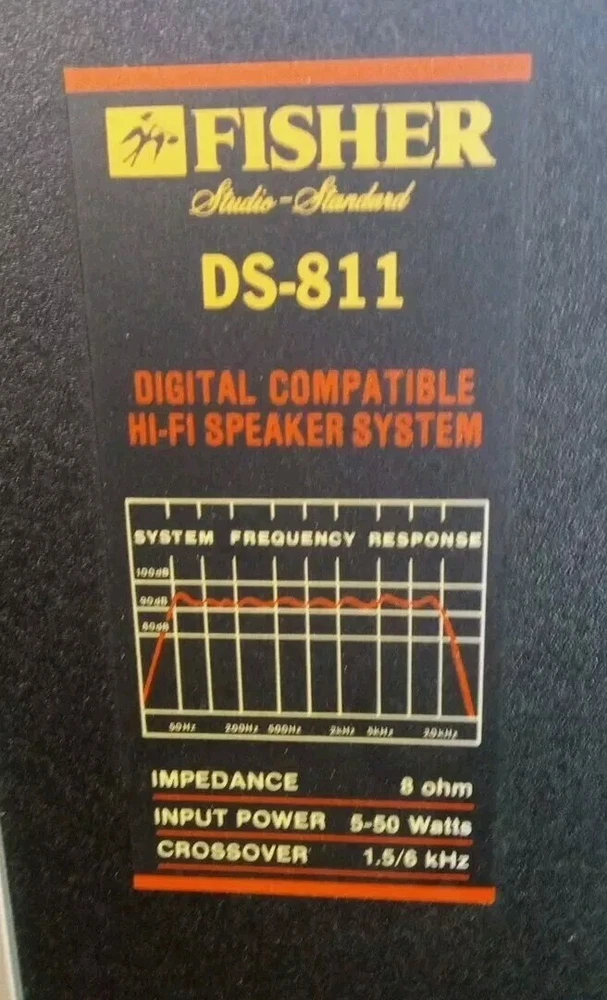 FISHER
Studio-Standard
DS-811
DIGITAL COMPATIBLE
HI-FI SPEAKER SYSTEM
SYSTEM FREQUENCY RESPONSE
100dB
90dB
80dB
50Hz 200Hz 500Hz 2kHz 5kHz 20kHz
IMPEDANCE 8 ohm
INPUT POWER 5-50 Watts
CROSSOVER 1.5/6 kHz